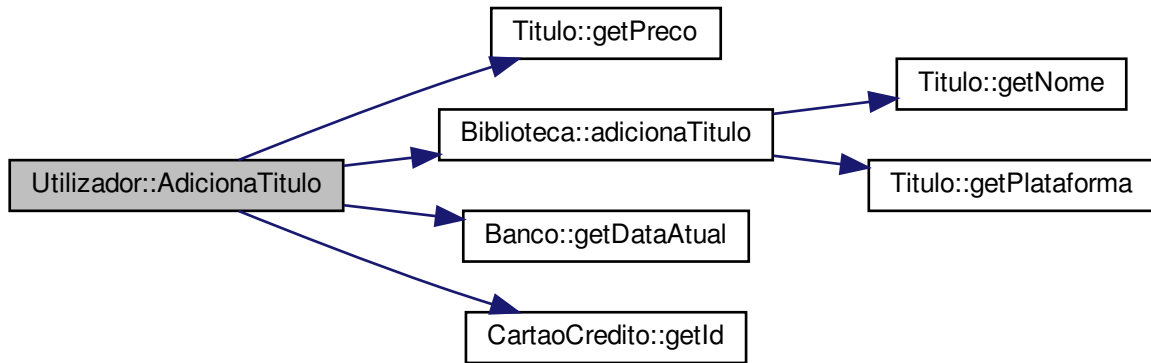 Titulo::getPreco
Titulo::getNome
Biblioteca::adicionaTitulo
Utilizador::AdicionaTitulo
Titulo::getPlataforma
Banco::getDataAtual
CartaoCredito::getId